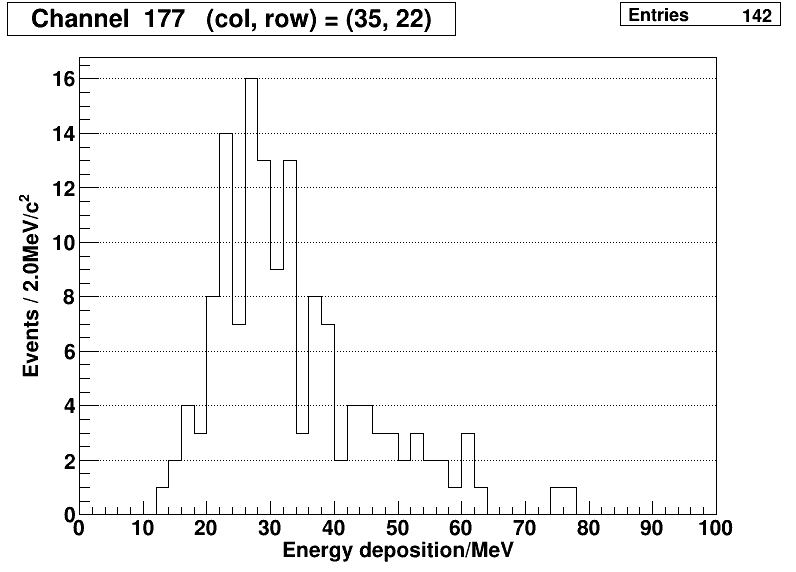 Channel 177 (col, row) = (35, 22)
Entries 142
Events / 2.0MeV/c²
16
14
12
10
8
6
4
2
0
0 10 20 30 40 50 60 70 80 90 100
Energy deposition/MeV